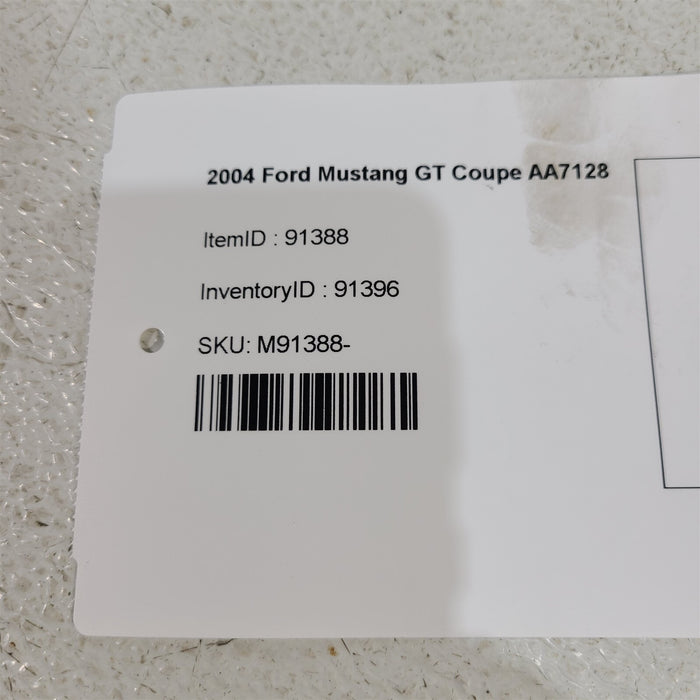 2004 Ford Mustang GT Coupe AA7128
ItemID : 91388
InventoryID : 91396
SKU: M91388-